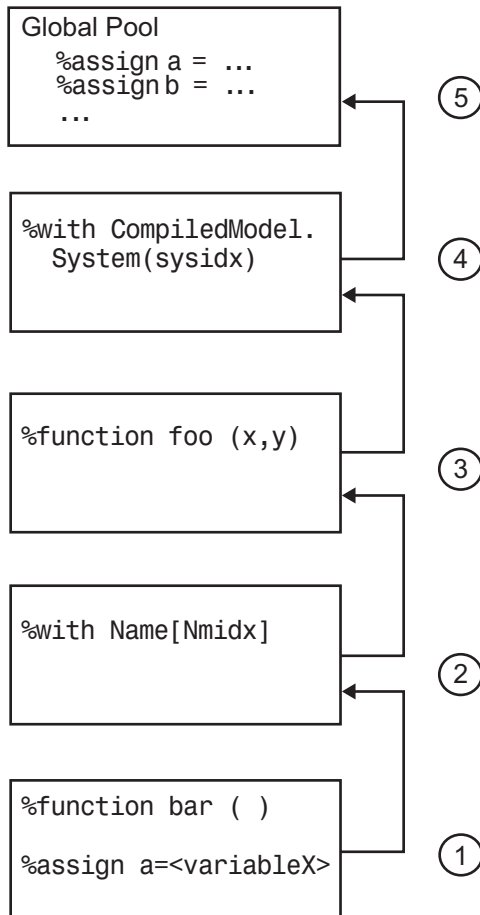 Global Pool
%assign a = ...
%assign b = ...
...
5
%with CompiledModel.
System(sysidx)
4
%function foo (x,y)
3
%with Name[Nmidx]
2
%function bar ( )
%assign a=<variableX>
1